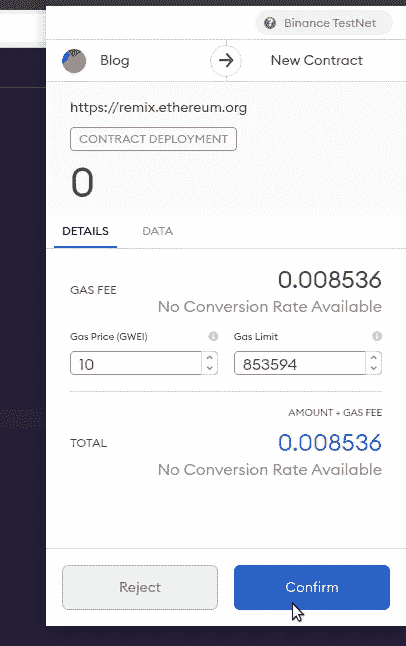 Binance TestNet
Blog
New Contract
https://remix.ethereum.org
CONTRACT DEPLOYMENT
0
DETAILS DATA
GAS FEE 0.008536
No Conversion Rate Available
Gas Price (GWEI) Gas Limit
10 853594
AMOUNT + GAS FEE
TOTAL 0.008536
No Conversion Rate Available
Reject Confirm